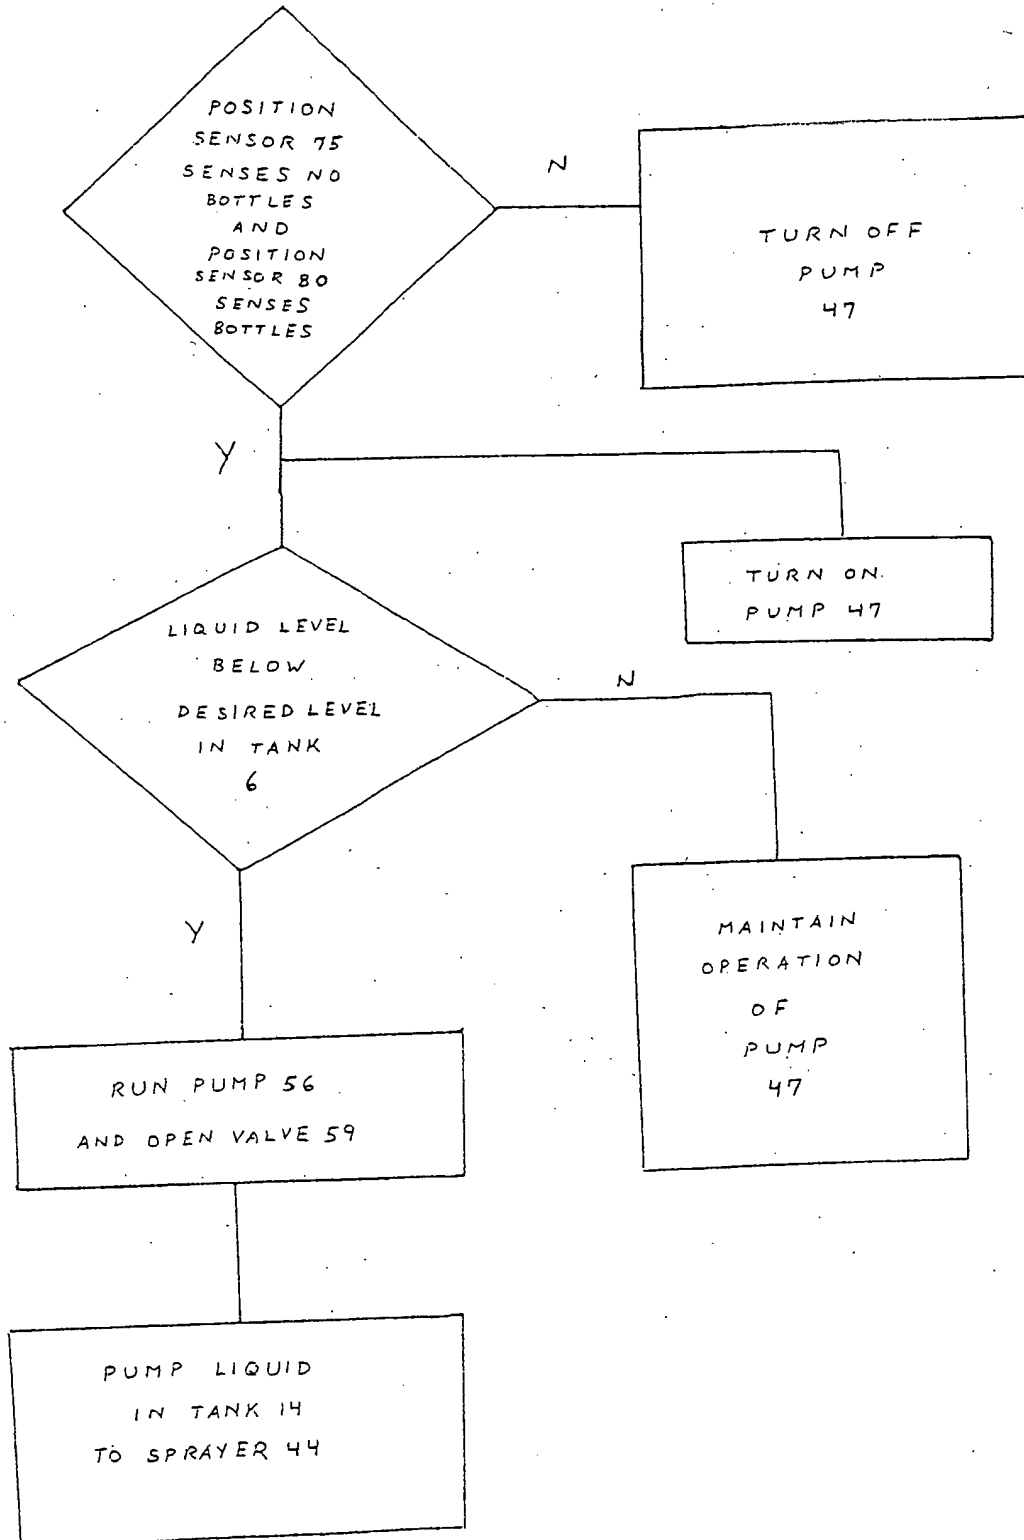 POSITION
SENSOR 75
SENSES NO
BOTTLES
AND
POSITION
SENSOR 80
SENSES
BOTTLES
N
TURN OFF
PUMP
47
Y
TURN ON
PUMP 47
LIQUID LEVEL
BELOW
DESIRED LEVEL
IN TANK
6
N
MAINTAIN
OPERATION
OF
PUMP
47
Y
RUN PUMP 56
AND OPEN VALVE 59
PUMP LIQUID
IN TANK 14
TO SPRAYER 44